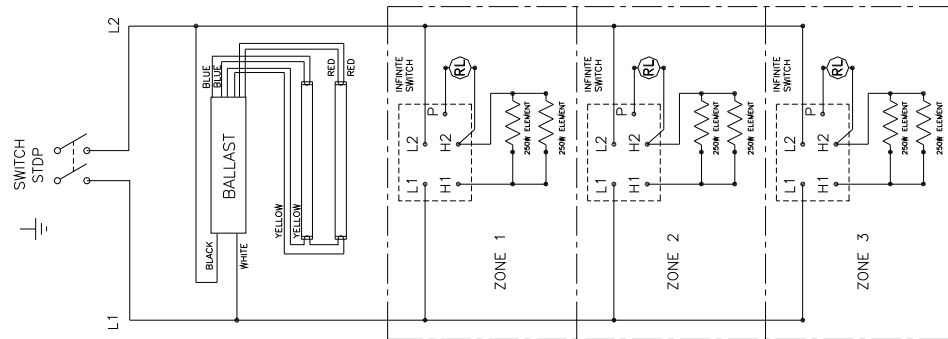 SWITCH
STDP
L2
L1
BALLAST
BLUE
BLUE
RED
RED
BLACK
WHITE
YELLOW
YELLOW
INFINITE
SWITCH
RL
P
L2
H2
L1
H1
250W ELEMENT
250W ELEMENT
ZONE 1
INFINITE
SWITCH
RL
P
L2
H2
L1
H1
250W ELEMENT
250W ELEMENT
ZONE 2
INFINITE
SWITCH
RL
P
L2
H2
L1
H1
250W ELEMENT
250W ELEMENT
ZONE 3